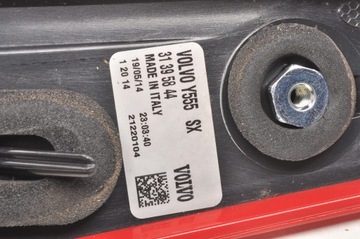 VOLVO Y555 SX
31 39 58 44
MADE IN ITALY
19/05/14
1 20 14
23:03:40
21220104
VOLVO